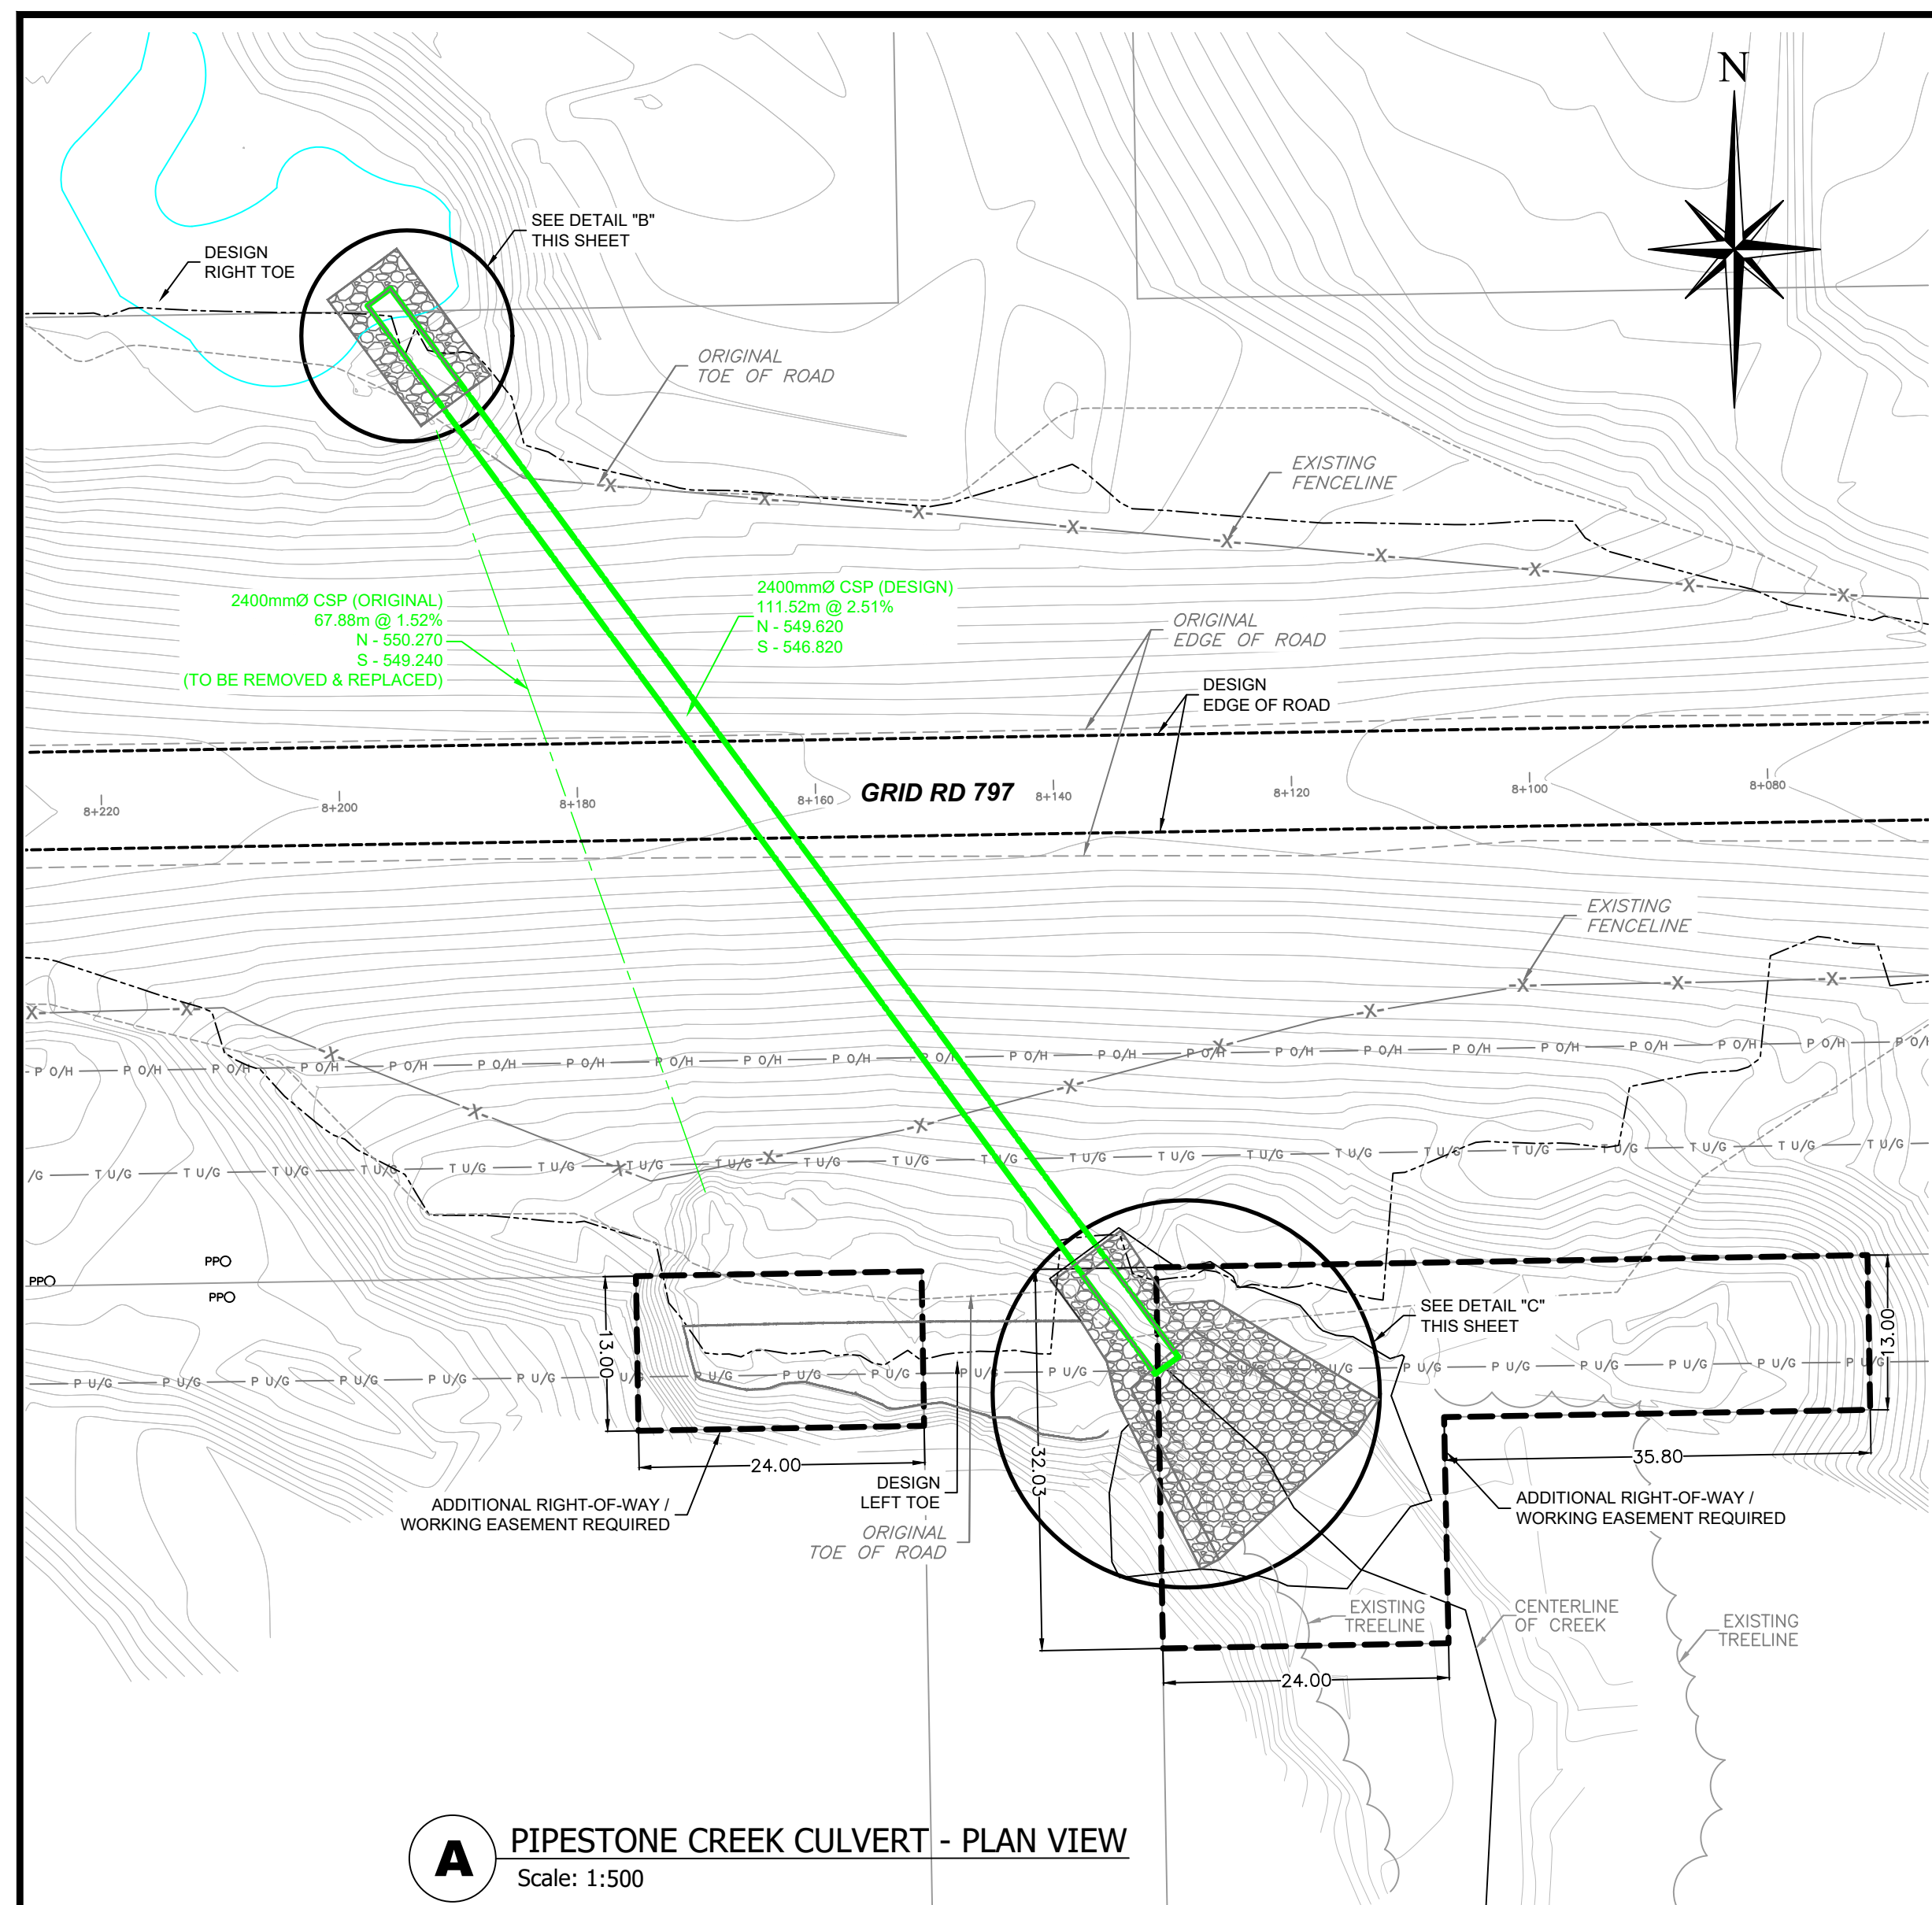 N
SEE DETAIL "B"
THIS SHEET
DESIGN
RIGHT TOE
ORIGINAL
TOE OF ROAD
EXISTING
FENCELINE
2400mmØ CSP (ORIGINAL)
67.88m @ 1.52%
N - 550.270
S - 549.240
(TO BE REMOVED & REPLACED)
2400mmØ CSP (DESIGN)
111.52m @ 2.51%
N - 549.620
S - 546.820
ORIGINAL
EDGE OF ROAD
DESIGN
EDGE OF ROAD
GRID RD 797
8+220
8+200
8+180
8+160
8+140
8+120
8+100
8+080
EXISTING
FENCELINE
P O/H P O/H P O/H P O/H P O/H P O/H P O/H P O/H P O/H P O/H P O/H P O/H P O/H P O/H P O/H P O/H P O/H P O/H P O/H P O/H P O/H P O/H
/G T U/G T U/G T U/G T U/G T U/G T U/G T U/G T U/G T U/G T U/G T U/G T U/G T U/G T U/G T U/G T U/G T U/G T U/G T U/G T U/G T U/G
PP
PP
PP
SEE DETAIL "C"
THIS SHEET
13.00
13.00
P U/G P U/G P U/G P U/G P U/G P U/G U/G P U/G P U/G P U/G P U/G P U/G U/G P U/G P U/G P U/G P U/G P U/G P U/G
24.00
32.03
35.80
DESIGN
LEFT TOE
ADDITIONAL RIGHT-OF-WAY /
WORKING EASEMENT REQUIRED
ADDITIONAL RIGHT-OF-WAY /
WORKING EASEMENT REQUIRED
ORIGINAL
TOE OF ROAD
EXISTING
TREELINE
CENTERLINE
OF CREEK
EXISTING
TREELINE
24.00
A
PIPESTONE CREEK CULVERT - PLAN VIEW
Scale: 1:500